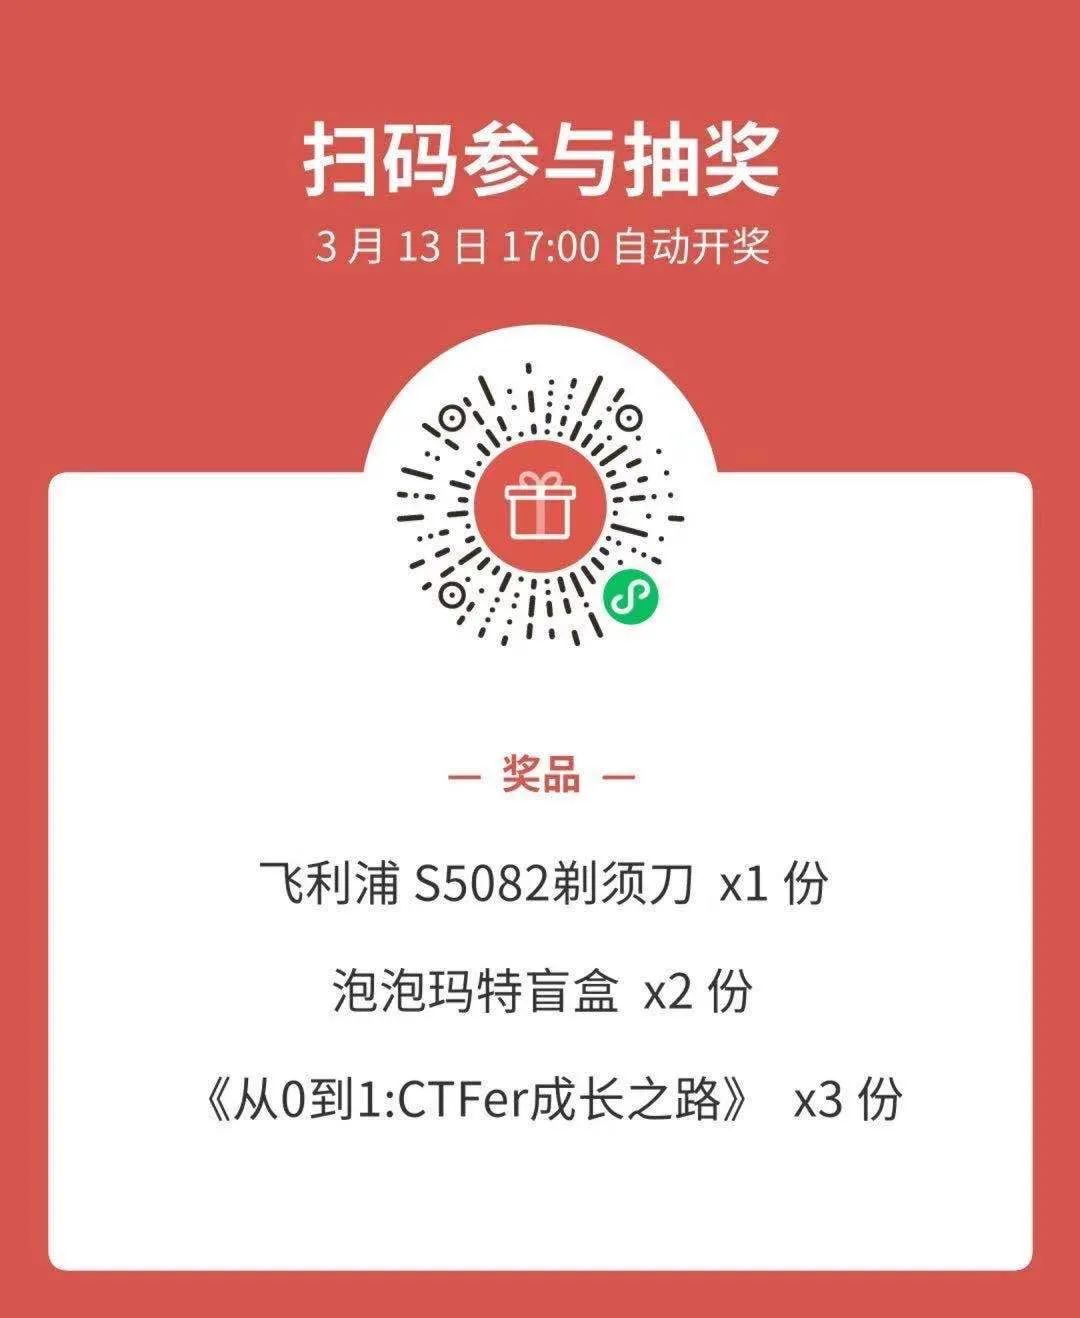 扫码参与抽奖
3 月 13 日 17:00 自动开奖
— 奖品 —
飞利浦 S5082剃须刀 x1 份
泡泡玛特盲盒 x2 份
《从0到1:CTFer成长之路》 x3 份